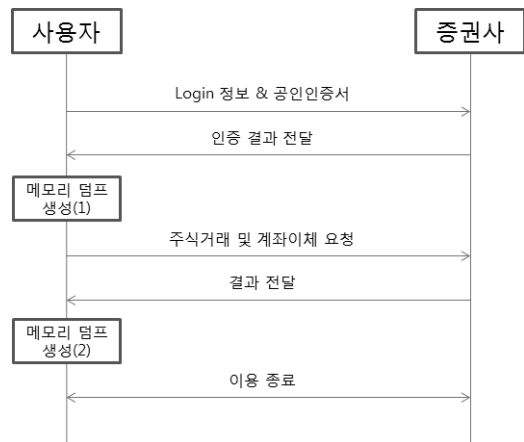 사용자
증권사
Login 정보 & 공인인증서
인증 결과 전달
메모리 덤프
생성(1)
주식거래 및 계좌이체 요청
결과 전달
메모리 덤프
생성(2)
이용 종료